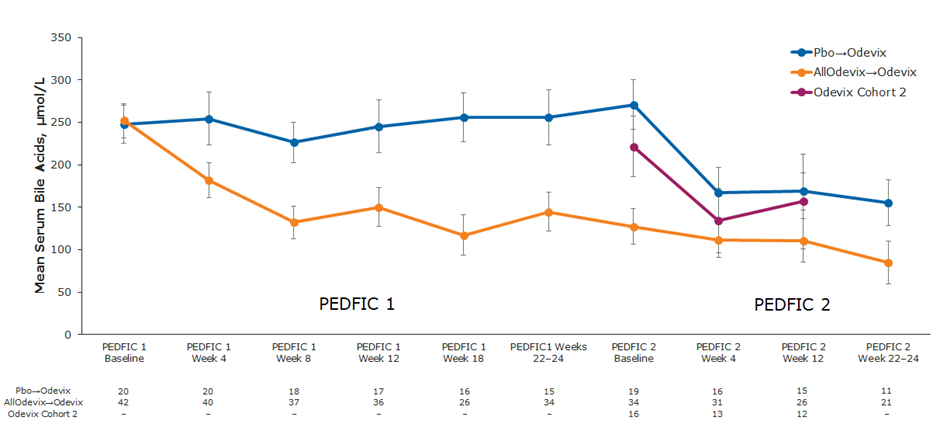 350
300
250
200
150
100
50
0
Mean Serum Bile Acids, µmol/L
Pbo→Odevix
AllOdevix→Odevix
Odevix Cohort 2
PEDFIC 1
PEDFIC 2
PEDFIC 1 Baseline
PEDFIC 1 Week 4
PEDFIC 1 Week 8
PEDFIC 1 Week 12
PEDFIC 1 Week 18
PEDFIC1 Weeks 22–24
PEDFIC 2 Baseline
PEDFIC 2 Week 4
PEDFIC 2 Week 12
PEDFIC 2 Week 22–24
Pbo→Odevix 20 20 18 17 16 15 19 16 15 11
AllOdevix→Odevix 42 40 37 36 26 34 34 31 26 21
Odevix Cohort 2 – – – – – – 16 13 12 –